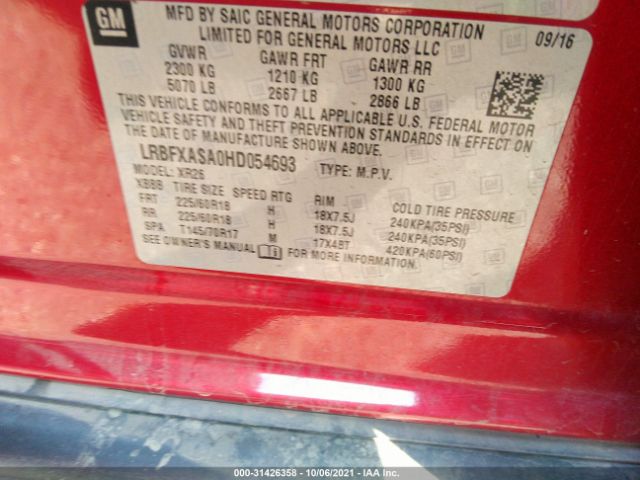 GM
MFD BY SAIC GENERAL MOTORS CORPORATION
LIMITED FOR GENERAL MOTORS LLC
09/16
GVWR GAWR FRT GAWR RR
2300 KG 1210 KG 1300 KG
5070 LB 2667 LB 2866 LB
THIS VEHICLE CONFORMS TO ALL APPLICABLE U.S. FEDERAL MOTOR
VEHICLE SAFETY AND THEFT PREVENTION STANDARDS IN EFFECT ON
THE DATE OF MANUFACTURE SHOWN ABOVE.
LRBFXASA0HD054693 TYPE: M.P.V.
MODEL: XR26
XBBB TIRE SIZE SPEED RTG RIM COLD TIRE PRESSURE
FRT 225/60R18 H 18X7.5J 240KPA(35PSI)
RR 225/60R18 H 18X7.5J 240KPA(35PSI)
SPA T145/70R17 M 17X4BT 420KPA(60PSI)
SEE OWNER'S MANUAL FOR MORE INFORMATION
000-31426358 - 10/06/2021 - IAAI.COM